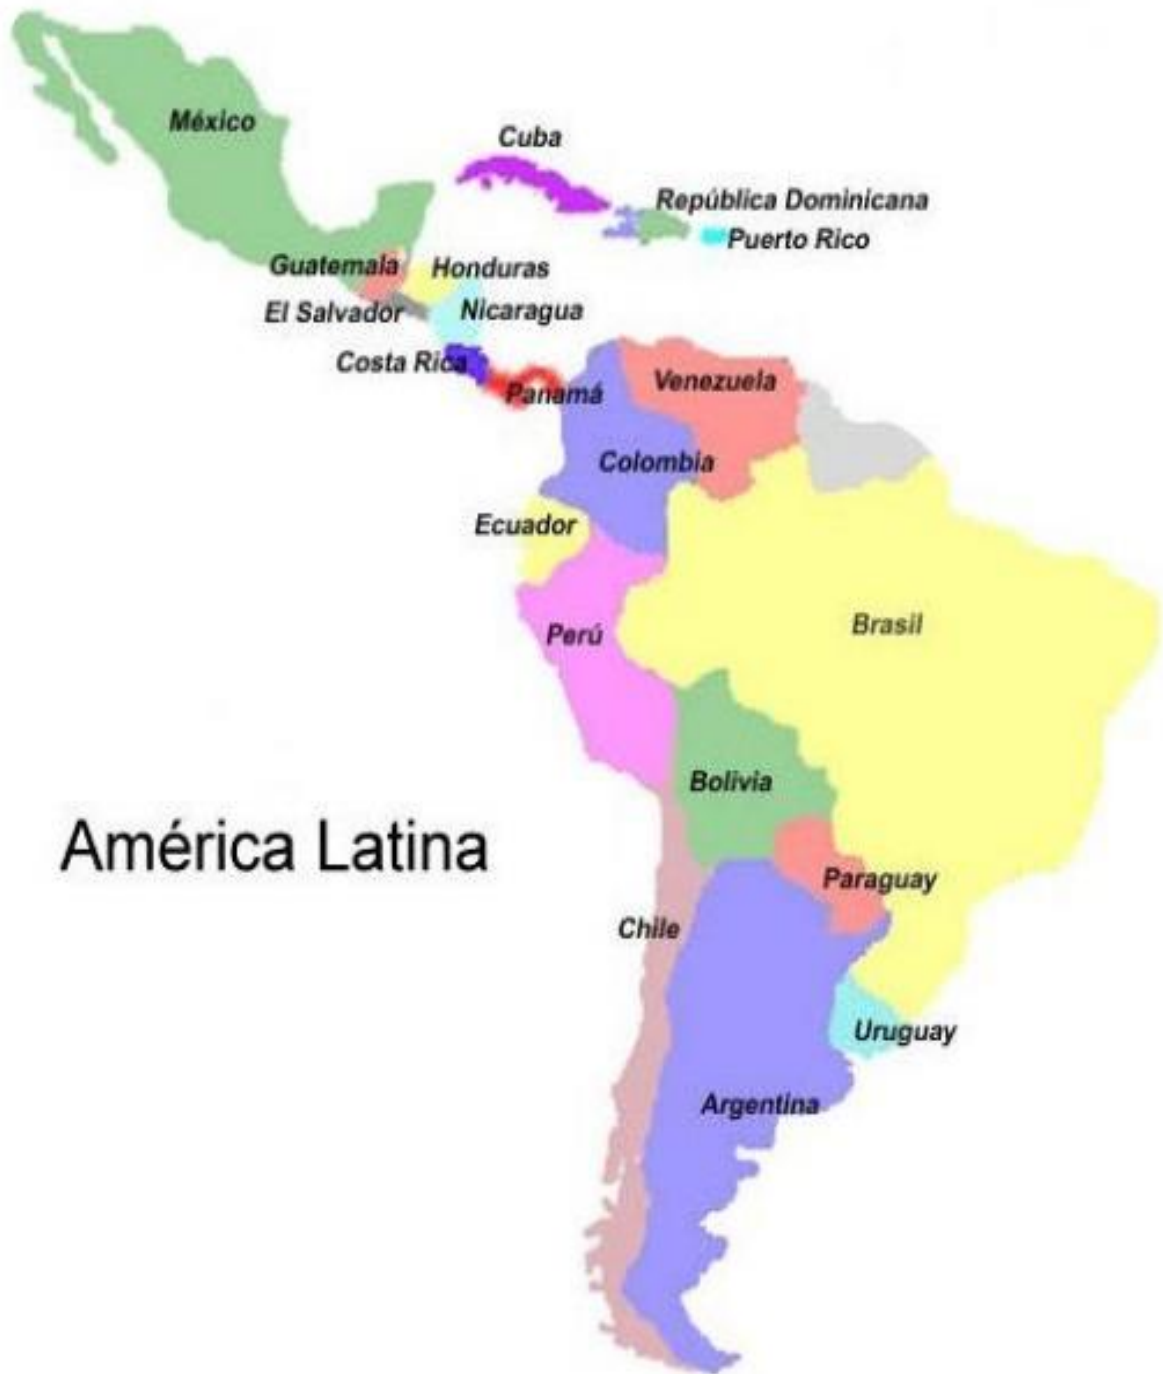 México
Cuba
República Dominicana
Puerto Rico
Guatemala
Honduras
El Salvador
Nicaragua
Costa Rica
Panamá
Venezuela
Colombia
Ecuador
Brasil
Perú
Bolivia
América Latina
Paraguay
Chile
Uruguay
Argentina